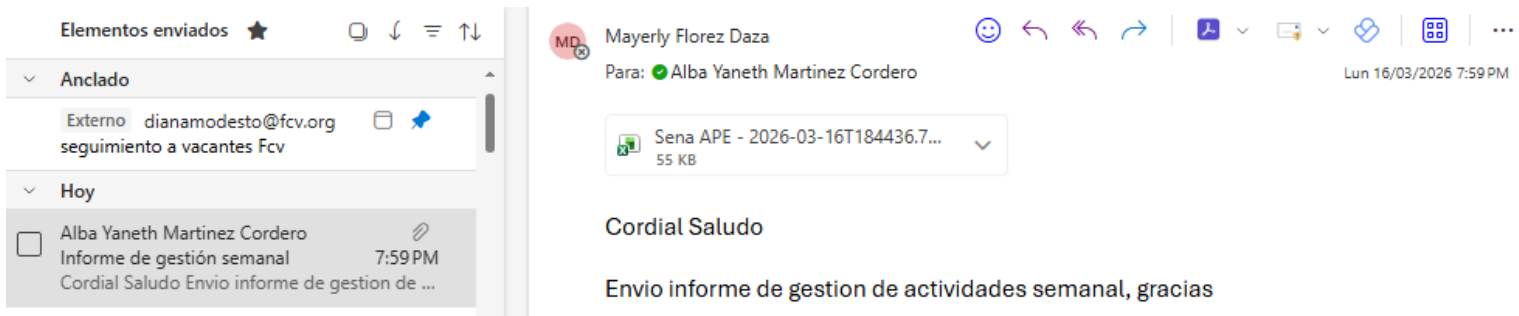 Elementos enviados
Anclado
Externo dianamodesto@fcv.org
seguimiento a vacantes Fcv
Hoy
Alba Yaneth Martinez Cordero
Informe de gestión semanal 7:59 PM
Cordial Saludo Envio informe de gestion de ...
MD
Mayerly Florez Daza
Para: Alba Yaneth Martinez Cordero
Lun 16/03/2026 7:59 PM
Sena APE - 2026-03-16T184436.7...
55 KB
Cordial Saludo
Envio informe de gestion de actividades semanal, gracias